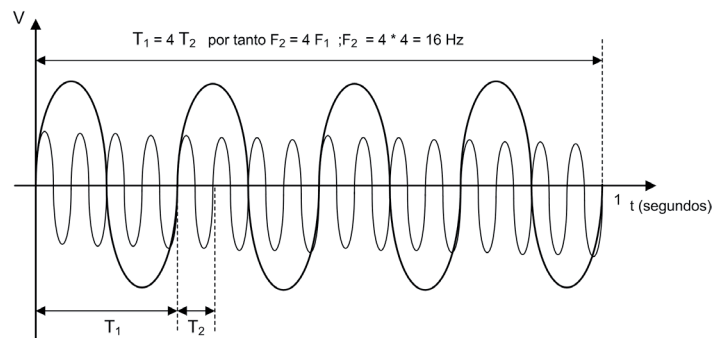 V
T₁ = 4 T₂ por tanto F₂ = 4 F₁ ;F₂ = 4 * 4 = 16 Hz
1 t (segundos)
T₁ T₂